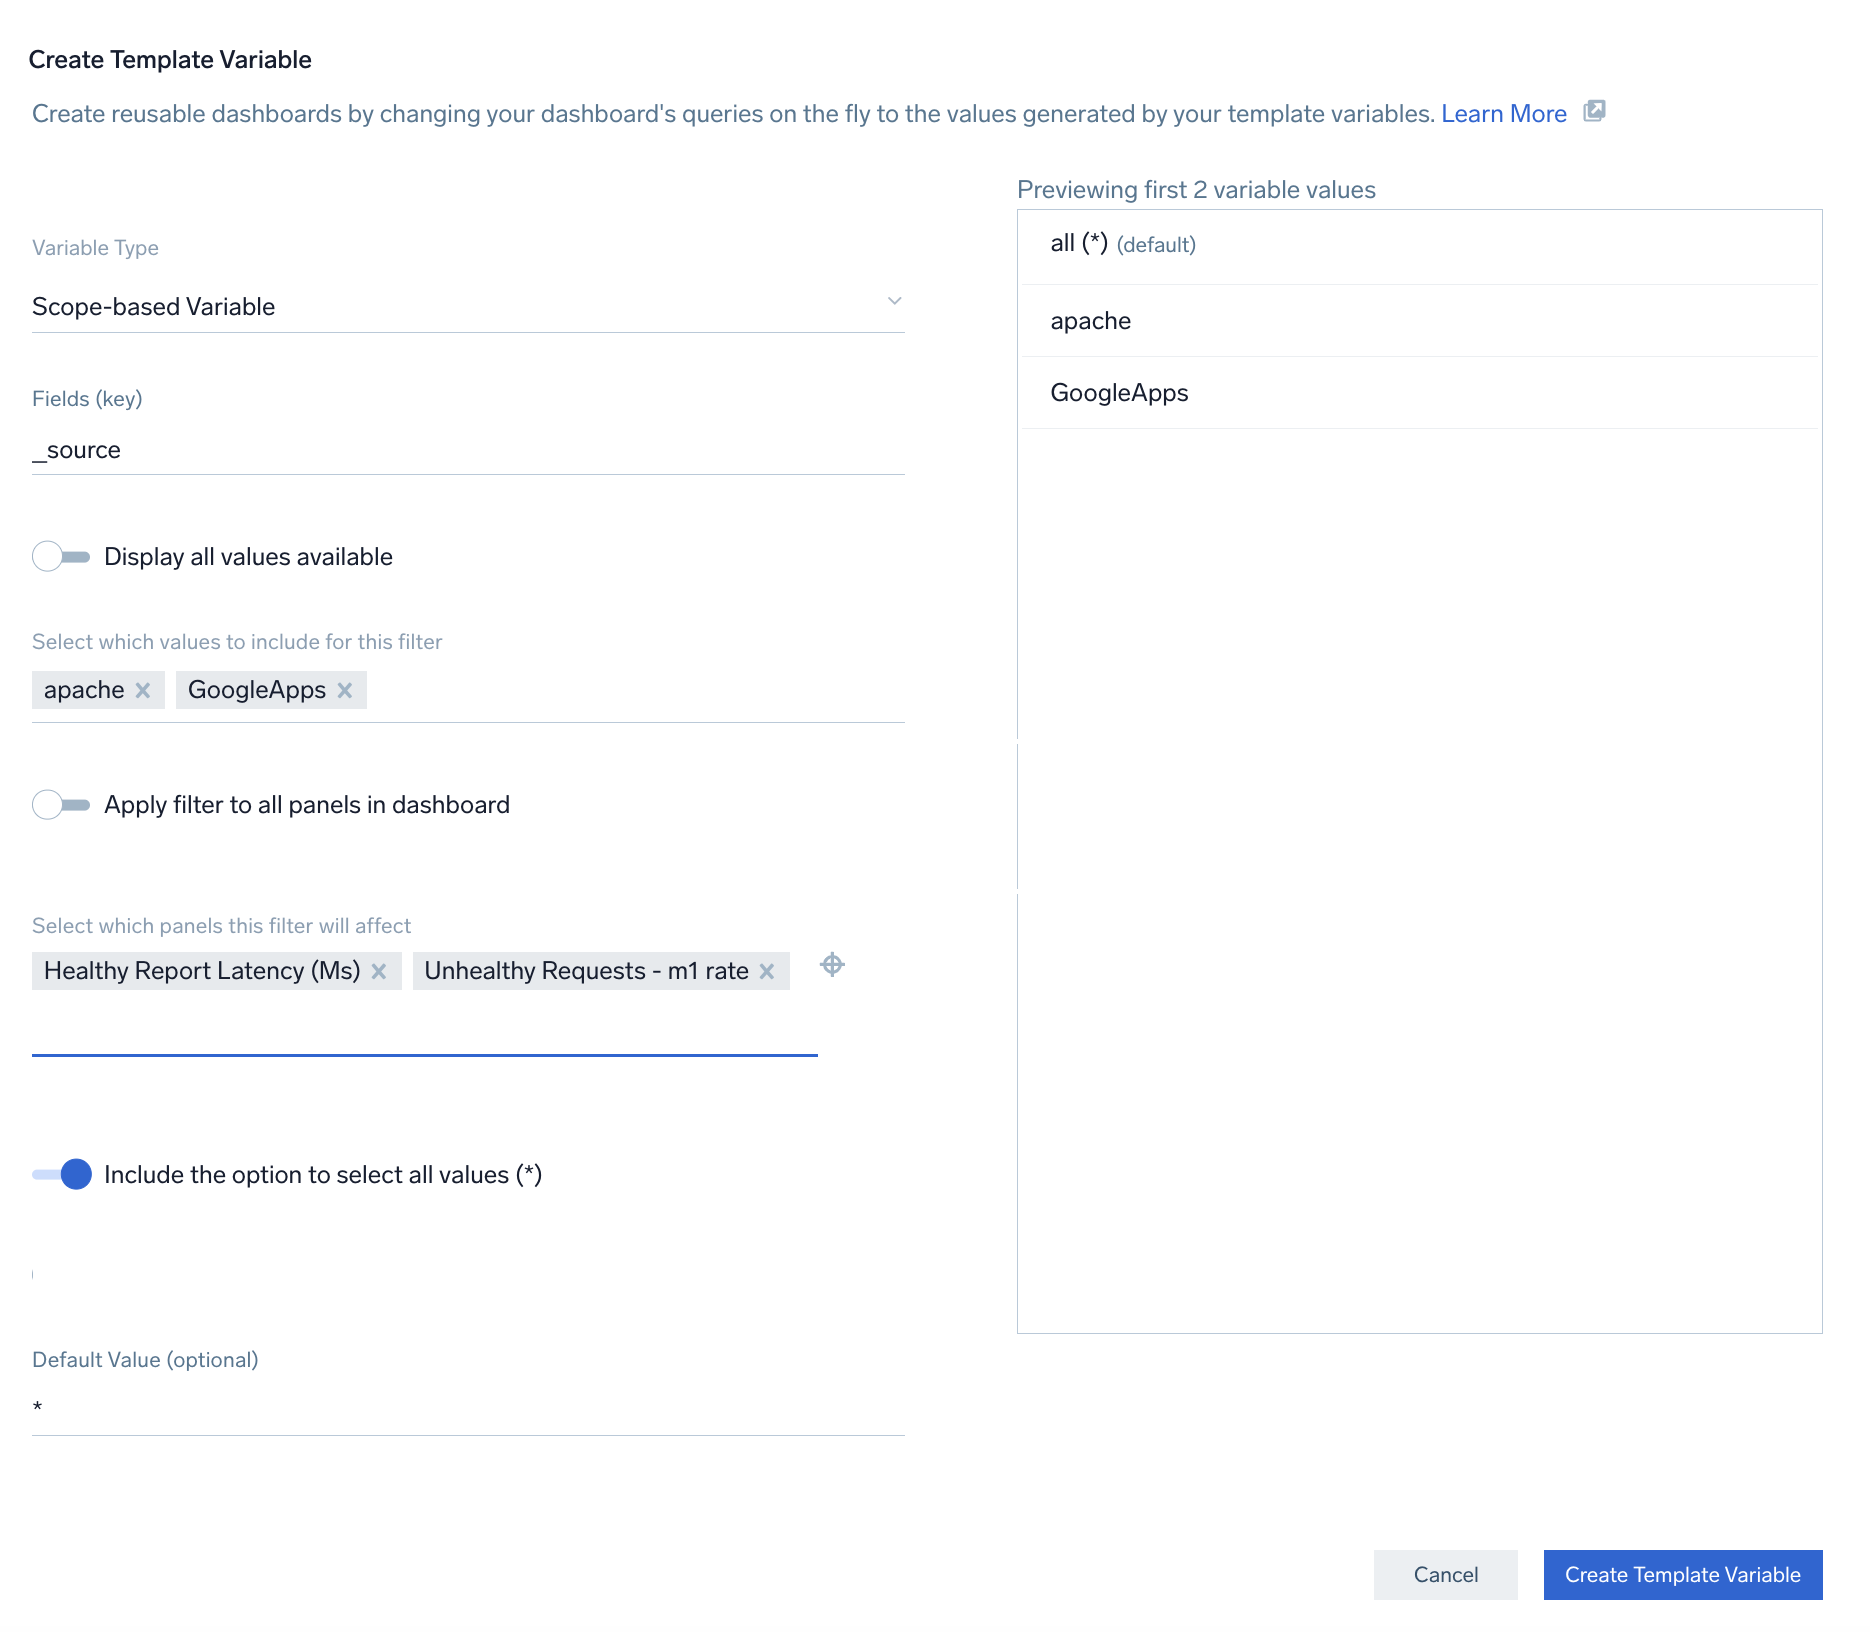 Create Template Variable
Create reusable dashboards by changing your dashboard's queries on the fly to the values generated by your template variables. Learn More
Variable Type
Scope-based Variable
Fields (key)
_source
Display all values available
Select which values to include for this filter
apache GoogleApps
Apply filter to all panels in dashboard
Select which panels this filter will affect
Healthy Report Latency (Ms) Unhealthy Requests - m1 rate
Include the option to select all values (*)
Default Value (optional)
*
Previewing first 2 variable values
all (*) (default)
apache
GoogleApps
Cancel Create Template Variable